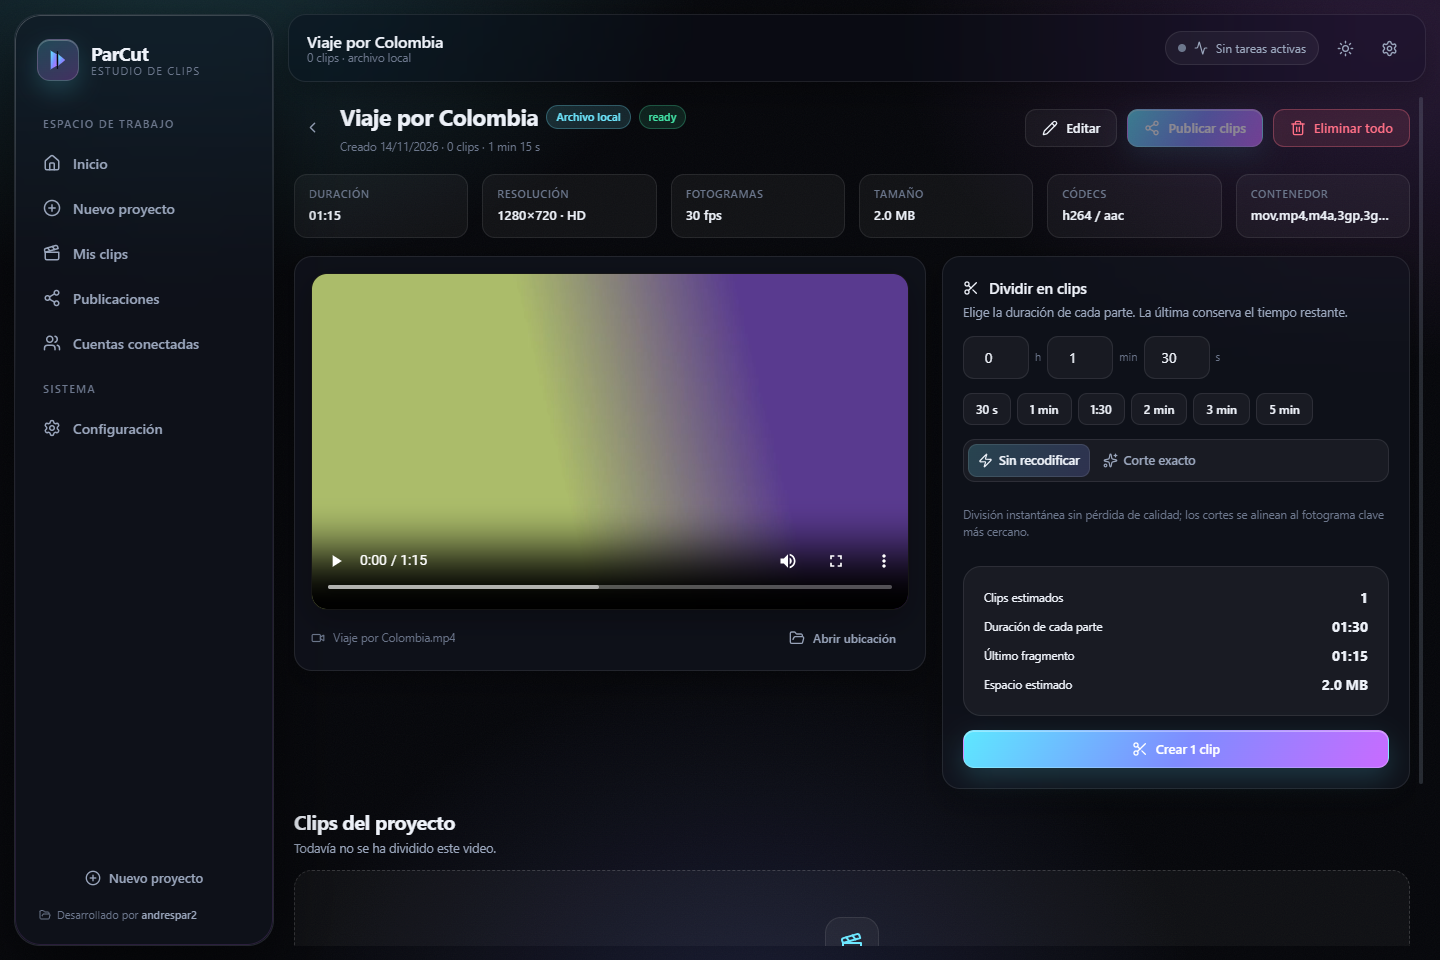 ParCut
ESTUDIO DE CLIPS
ESPACIO DE TRABAJO
Inicio
Nuevo proyecto
Mis clips
Publicaciones
Cuentas conectadas
SISTEMA
Configuración
Nuevo proyecto
Desarrollado por andrespar2
Viaje por Colombia
0 clips · archivo local
Sin tareas activas
Viaje por Colombia
Archivo local
ready
Creado 14/11/2026 · 0 clips · 1 min 15 s
Editar
Publicar clips
Eliminar todo
DURACIÓN
01:15
RESOLUCIÓN
1280×720 · HD
FOTOGRAMAS
30 fps
TAMAÑO
2.0 MB
CÓDECS
h264 / aac
CONTENEDOR
mov,mp4,m4a,3gp,3g...
0:00 / 1:15
Viaje por Colombia.mp4
Abrir ubicación
Dividir en clips
Elige la duración de cada parte. La última conserva el tiempo restante.
0 h 1 min 30 s
30 s 1 min 1:30 2 min 3 min 5 min
Sin recodificar Corte exacto
División instantánea sin pérdida de calidad; los cortes se alinean al fotograma clave
más cercano.
Clips estimados 1
Duración de cada parte 01:30
Último fragmento 01:15
Espacio estimado 2.0 MB
Crear 1 clip
Clips del proyecto
Todavía no se ha dividido este video.